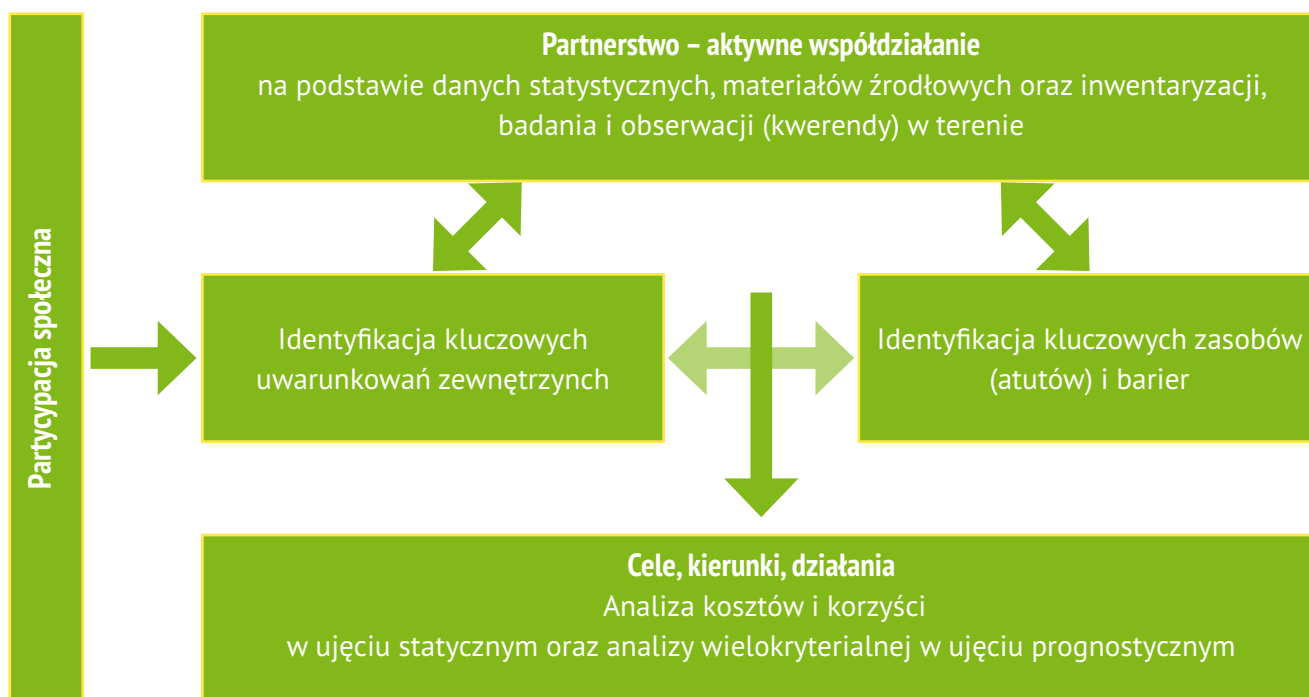 Partycypacja społeczna
Partnerstwo – aktywne współdziałanie
na podstawie danych statystycznych, materiałów źródłowych oraz inwentaryzacji,
badania i obserwacji (kwerendy) w terenie
Identyfikacja kluczowych
uwarunkowań zewnętrzynch
Identyfikacja kluczowych zasobów
(atutów) i barier
Cele, kierunki, działania
Analiza kosztów i korzyści
w ujęciu statycznym oraz analizy wielokryterialnej w ujęciu prognostycznym